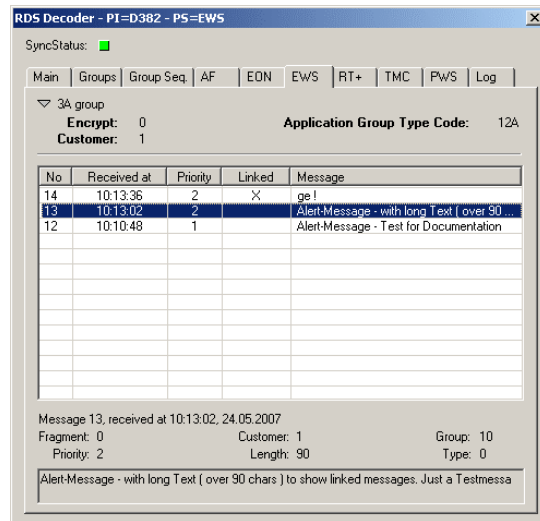 RDS Decoder - PI=D382 - PS=EWS
SyncStatus:
Main Groups Group Seq. AF EON EWS RT+ TMC PWS Log
3A group
Encrypt: 0 Application Group Type Code: 12A
Customer: 1
No Received at Priority Linked Message
14 10:13:36 2 X ge !
13 10:13:02 2 Alert-Message - with long Text ( over 90 ...
12 10:10:48 1 Alert-Message - Test for Documentation
Message 13, received at 10:13:02, 24.05.2007
Fragment: 0 Customer: 1 Group: 10
Priority: 2 Length: 90 Type: 0
Alert-Message - with long Text ( over 90 chars ) to show linked messages. Just a Testmessa